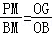 PM/BM = OG/OB